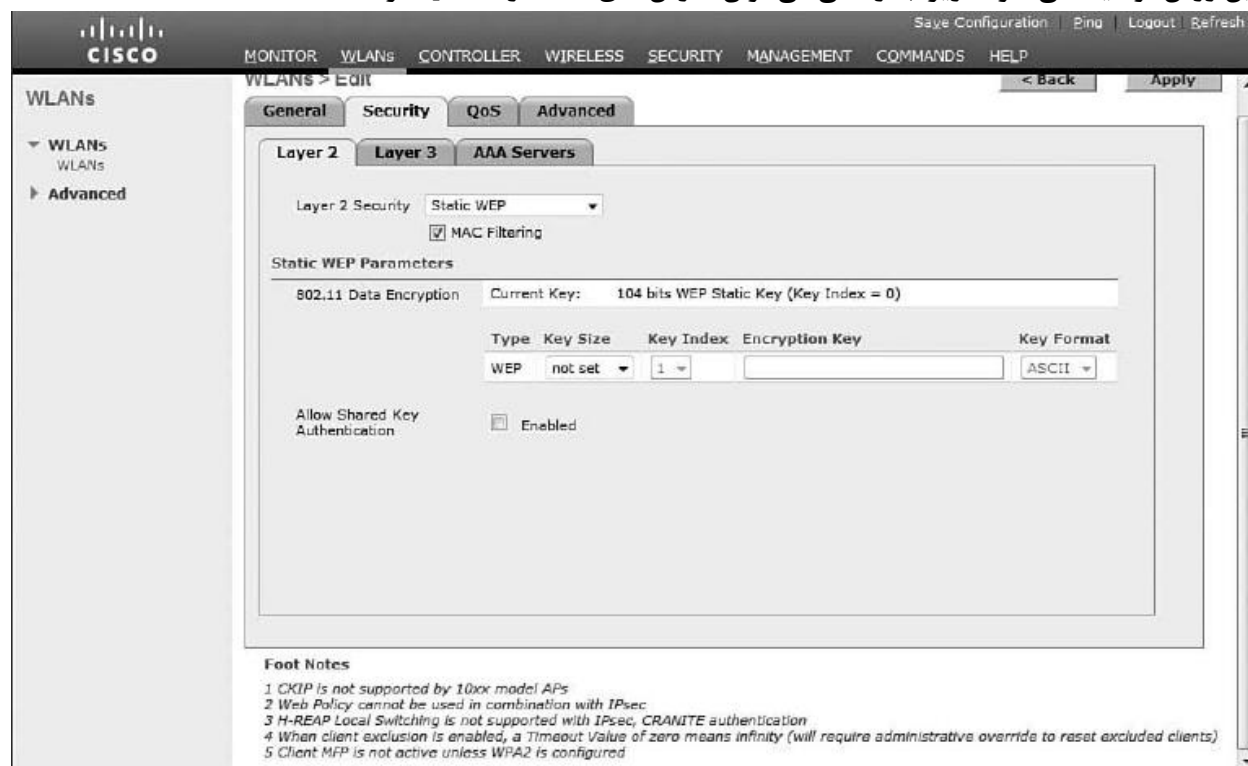 Save Configuration | Ping | Logout | Refresh
CISCO
MONITOR WLANs CONTROLLER WIRELESS SECURITY MANAGEMENT COMMANDS HELP
WLANs
WLANs > Edit
< Back
Apply
General Security QoS Advanced
WLANs
WLANs
Advanced
Layer 2 Layer 3 AAA Servers
Layer 2 Security Static WEP
MAC Filtering
Static WEP Parameters
802.11 Data Encryption Current Key: 104 bits WEP Static Key (Key Index = 0)
Type Key Size Key Index Encryption Key Key Format
WEP not set 1 ASCII
Allow Shared Key
Authentication
Enabled
Foot Notes
1 CKIP is not supported by 10xx model APs
2 Web Policy cannot be used in combination with IPsec
3 H-REAP Local Switching is not supported with IPsec, CRANITE authentication
4 When client exclusion is enabled, a Timeout Value of zero means infinity (will require administrative override to reset excluded clients)
5 Client MFP is not active unless WPA2 is configured